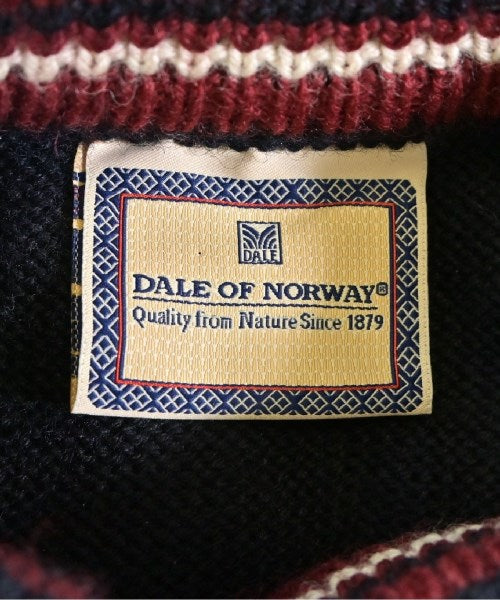 DALE
DALE OF NORWAY®
Quality from Nature Since 1879